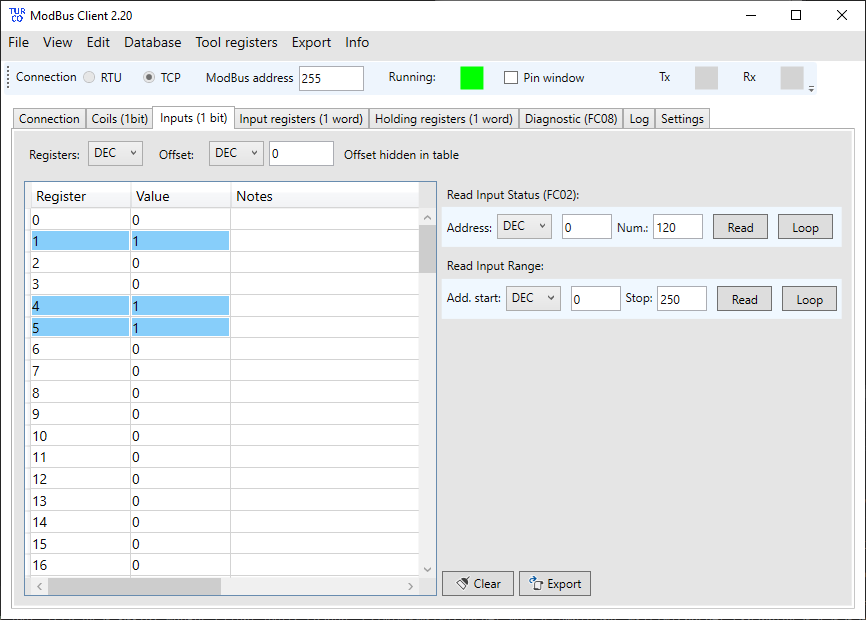 TUR CO ModBus Client 2.20
File View Edit Database Tool registers Export Info
Connection RTU TCP ModBus address 255 Running: Pin window Tx Rx
Connection Coils (1bit) Inputs (1 bit) Input registers (1 word) Holding registers (1 word) Diagnostic (FC08) Log Settings
Registers: DEC Offset: DEC 0 Offset hidden in table
Register Value Notes
0 0
1 1
2 0
3 0
4 1
5 1
6 0
7 0
8 0
9 0
10 0
11 0
12 0
13 0
14 0
15 0
16 0
Read Input Status (FC02):
Address: DEC 0 Num.: 120 Read Loop
Read Input Range:
Add. start: DEC 0 Stop: 250 Read Loop
Clear Export